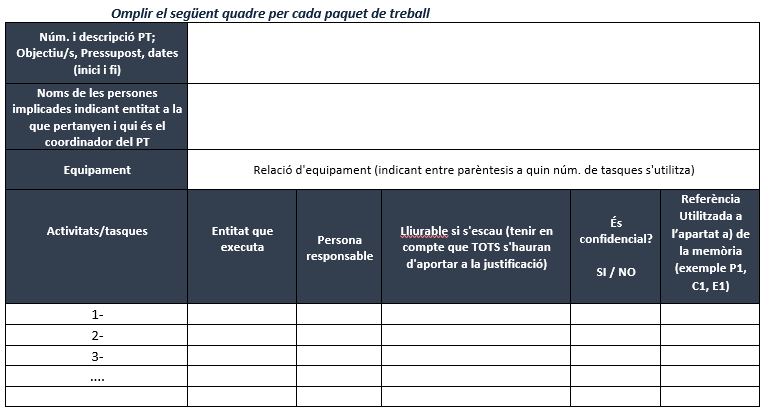 Omplir el següent quadre per cada paquet de treball
Núm. i descripció PT;
Objectiu/s, Pressupost, dates
(inici i fi)
Noms de les persones
implicades indicant entitat a la
que pertanyen i qui és el
coordinador del PT
Equipament
Relació d'equipament (indicant entre parèntesis a quin núm. de tasques s'utilitza)
Activitats/tasques
Entitat que
executa
Persona
responsable
Lliurable si s'escau (tenir en
compte que TOTS s'hauran
d'aportar a la justificació)
És
confidencial?
SI / NO
Referència
Utilitzada a
l'apartat a) de
la memòria
(exemple P1,
C1, E1)
1-
2-
3-
....